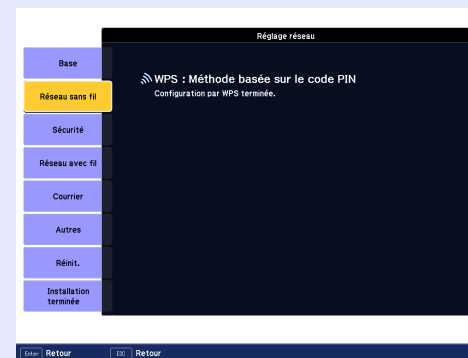 Réglage réseau
Base
WPS : Méthode basée sur le code PIN
Configuration par WPS terminée.
Réseau sans fil
Sécurité
Réseau avec fil
Courrier
Autres
Réinit.
Installation
terminée
Enter Retour ESC Retour